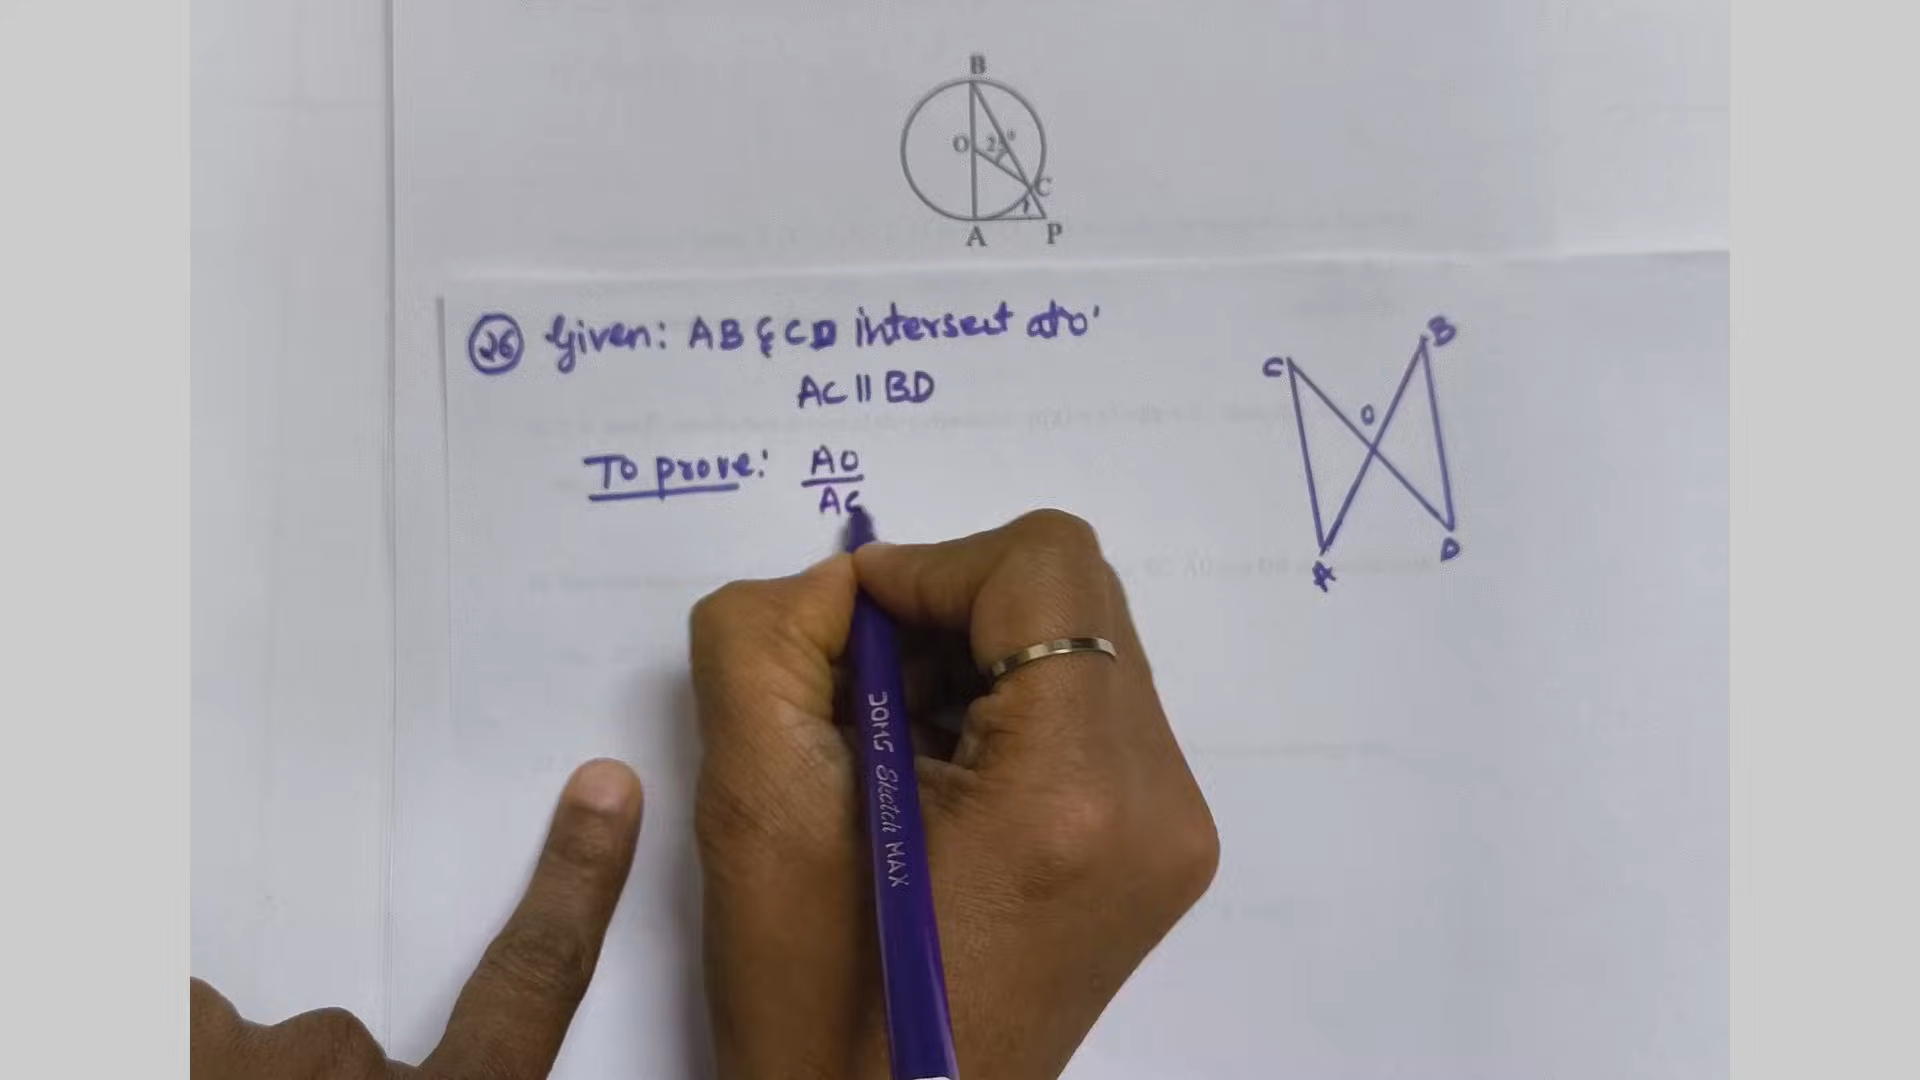 B
O 25°
C
A P
26 Given: AB & CD intersect at 'o'
AC || BD
To prove: AO
AC
C B
O
A D
DOMS Sketch MAX